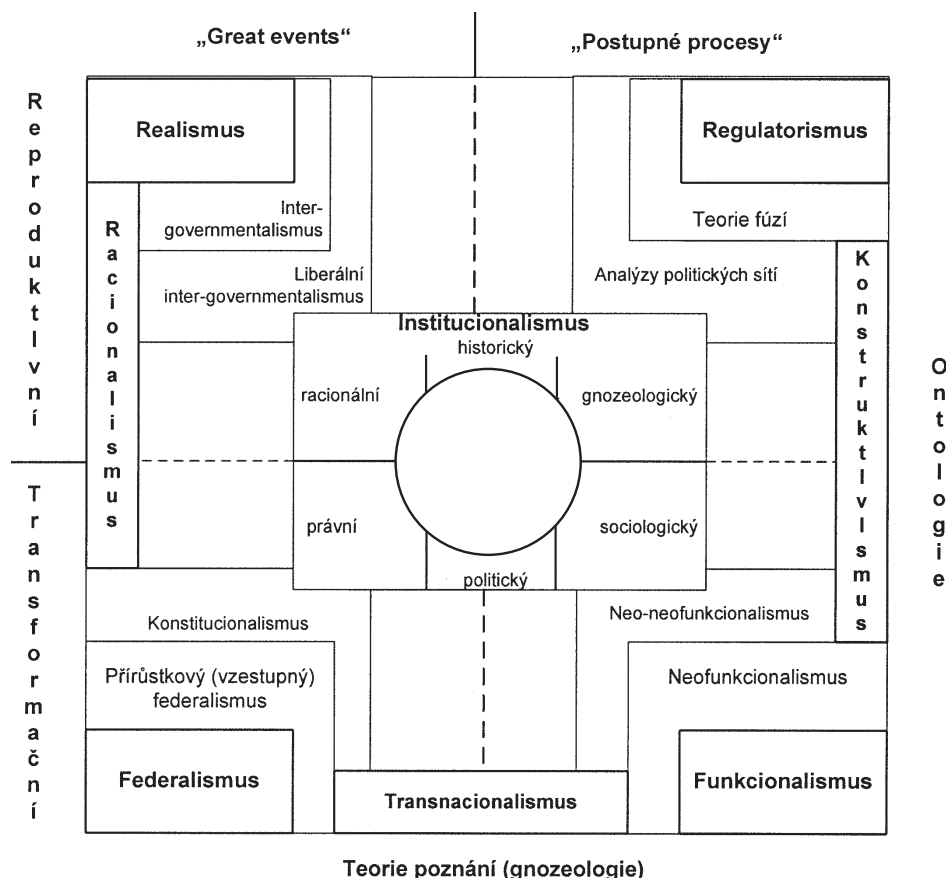 „Great events“
„Postupné procesy“
ReproduktIvní
Realismus
Regulatorismus
Inter-
governmentalismus
Teorie fúzí
Racionalismus
Liberální
inter-governmentalismus
Analýzy politických sítí
KonstruktIvIsmus
Institucionalismus
historický
racionální
gnozeologický
Ontologie
Transformační
právní
sociologický
politický
Konstitucionalismus
Neo-neofunkcionalismus
Přírůstkový (vzestupný)
federalismus
Neofunkcionalismus
Federalismus
Transnacionalismus
Funkcionalismus
Teorie poznání (gnozeologie)